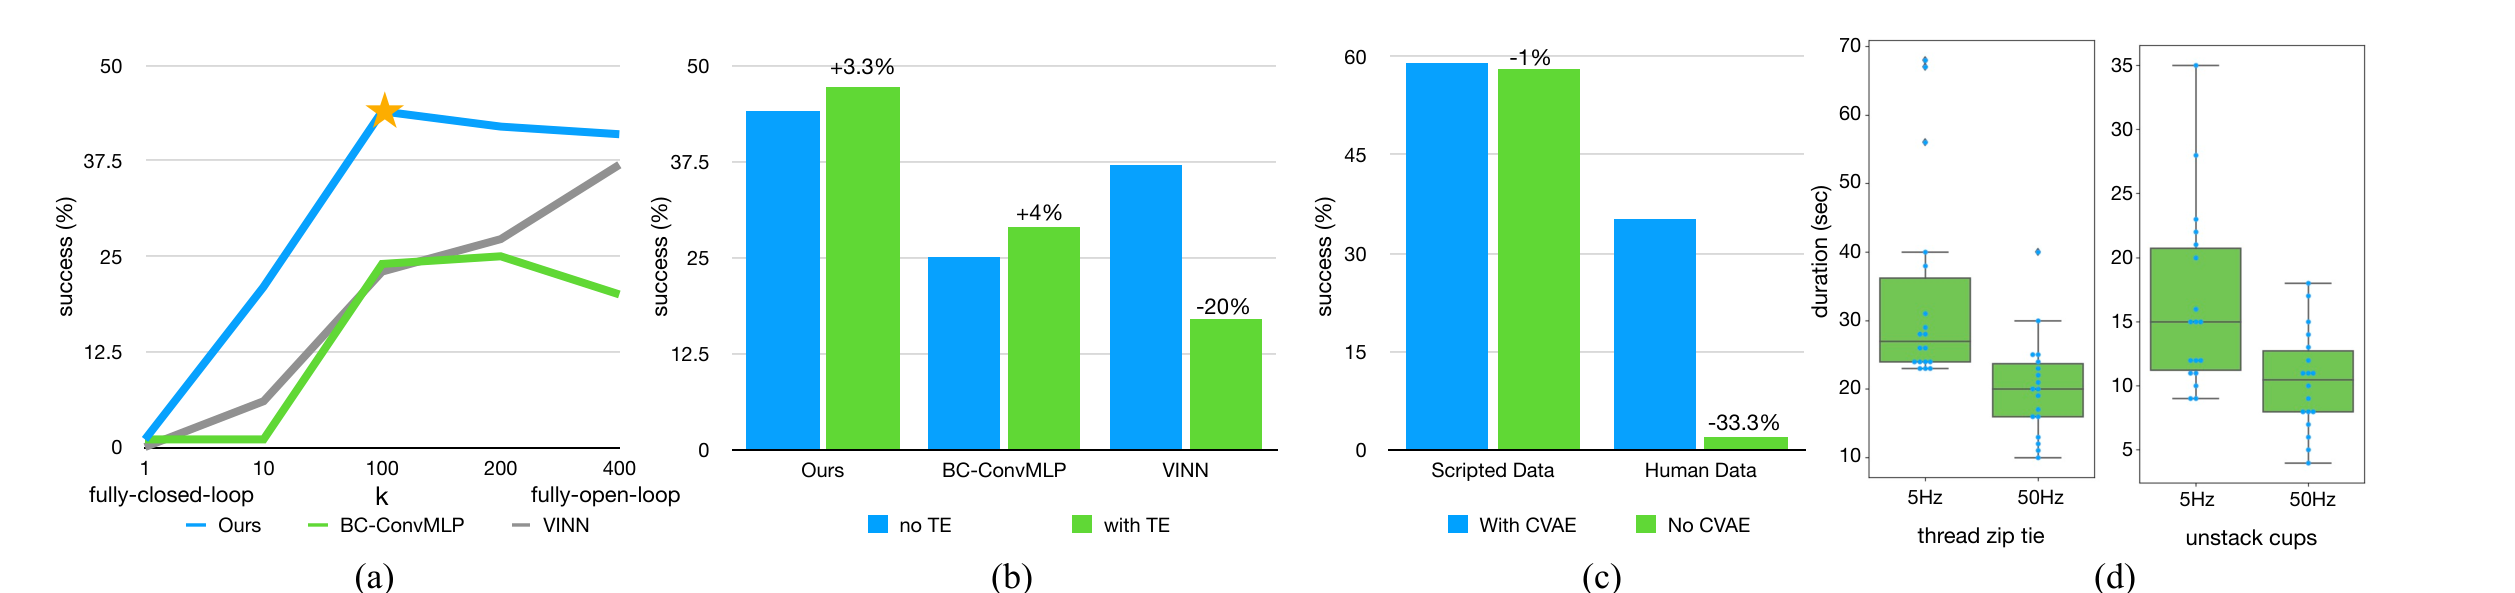 50
37.5
25
12.5
0
success (%)
1 10 100 200 400
fully-closed-loop k fully-open-loop
Ours BC-ConvMLP VINN
(a)
50
37.5
25
12.5
0
success (%)
+3.3%
+4%
-20%
Ours BC-ConvMLP VINN
no TE with TE
(b)
60
45
30
15
0
success (%)
-1%
-33.3%
Scripted Data Human Data
With CVAE No CVAE
(c)
70
60
50
40
30
20
10
duration (sec)
5Hz 50Hz
thread zip tie
35
30
25
20
15
10
5
5Hz 50Hz
unstack cups
(d)